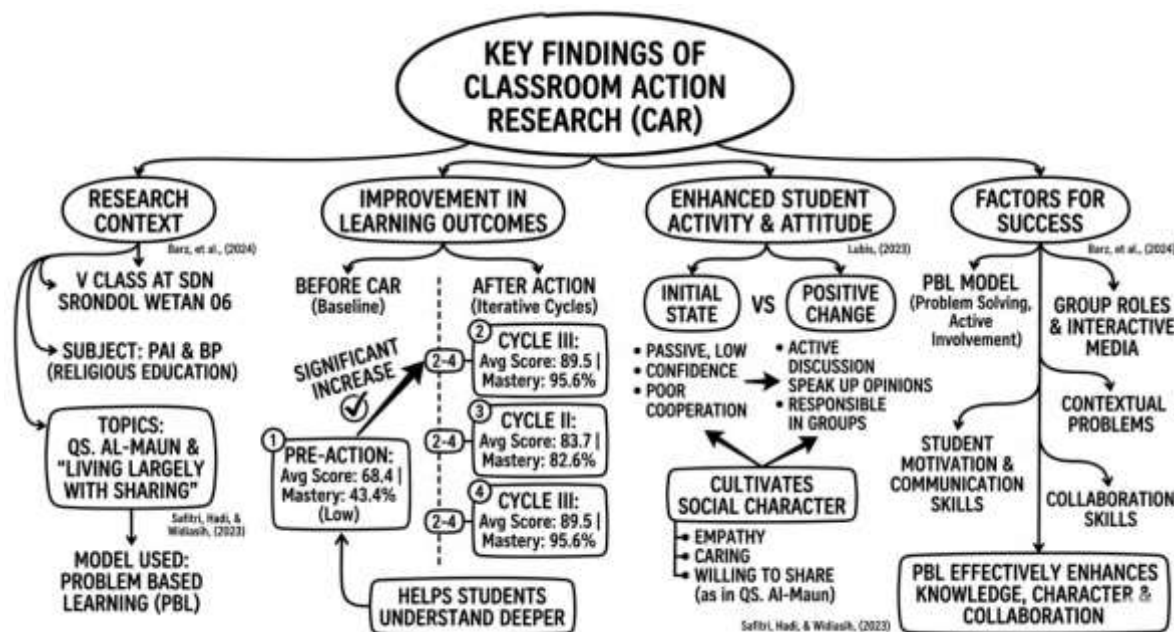 KEY FINDINGS OF
CLASSROOM ACTION
RESEARCH (CAR)
RESEARCH
CONTEXT
Barz, et al., (2024)
V CLASS AT SDN
SRONDOL WETAN 06
SUBJECT: PAI & BP
(RELIGIOUS EDUCATION)
TOPICS:
QS. AL-MAUN &
"LIVING LARGELY
WITH SHARING"
Safitri, Hadi, &
Widiasih, (2023)
MODEL USED:
PROBLEM BASED
LEARNING (PBL)
IMPROVEMENT IN
LEARNING OUTCOMES
BEFORE CAR
(Baseline)
SIGNIFICANT
INCREASE
1
PRE-ACTION:
Avg Score: 68.4 |
Mastery: 43.4%
(Low)
AFTER ACTION
(Iterative Cycles)
2
2-4
CYCLE III:
Avg Score: 89.5 |
Mastery: 95.6%
3
2-4
CYCLE II:
Avg Score: 83.7 |
Mastery: 82.6%
4
2-4
CYCLE III:
Avg Score: 89.5 |
Mastery: 95.6%
HELPS STUDENTS
UNDERSTAND DEEPER
ENHANCED STUDENT
ACTIVITY & ATTITUDE
Lubis, (2023)
INITIAL
STATE
VS
POSITIVE
CHANGE
• PASSIVE, LOW
• CONFIDENCE
• POOR
COOPERATION
• ACTIVE
DISCUSSION
SPEAK UP OPINIONS
• RESPONSIBLE
IN GROUPS
CULTIVATES
SOCIAL CHARACTER
• EMPATHY
• CARING
• WILLING TO SHARE
(as in QS. Al-Maun)
Safitri, Hadi, & Widiasih, (2023)
FACTORS FOR
SUCCESS
Barz, et al., (2024)
PBL MODEL
(Problem Solving,
Active
Involvement)
GROUP ROLES
& INTERACTIVE
MEDIA
CONTEXTUAL
PROBLEMS
STUDENT
MOTIVATION &
COMMUNICATION
SKILLS
COLLABORATION
SKILLS
PBL EFFECTIVELY ENHANCES
KNOWLEDGE, CHARACTER &
COLLABORATION